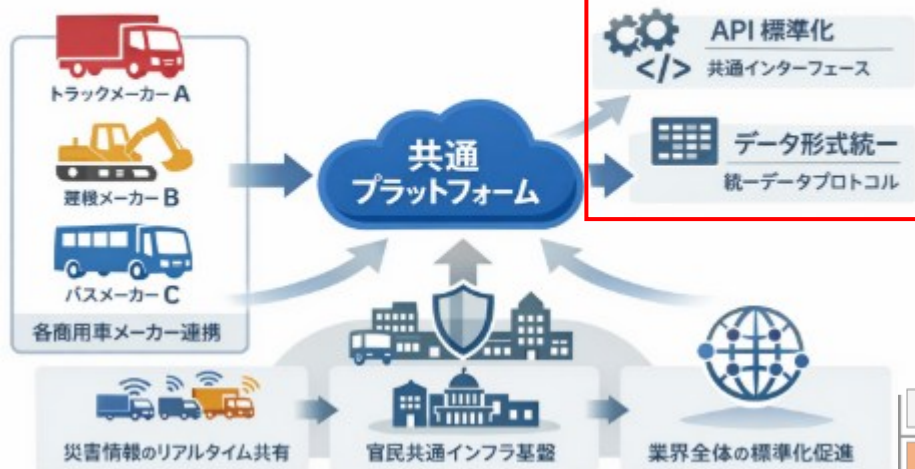 トラックメーカー A
建機メーカー B
バスメーカー C
各商用車メーカー連携
共通
プラットフォーム
API 標準化
</> 共通インターフェース
データ形式統一
統一データプロトコル
災害情報のリアルタイム共有
官民共通インフラ基盤
業界全体の標準化促進